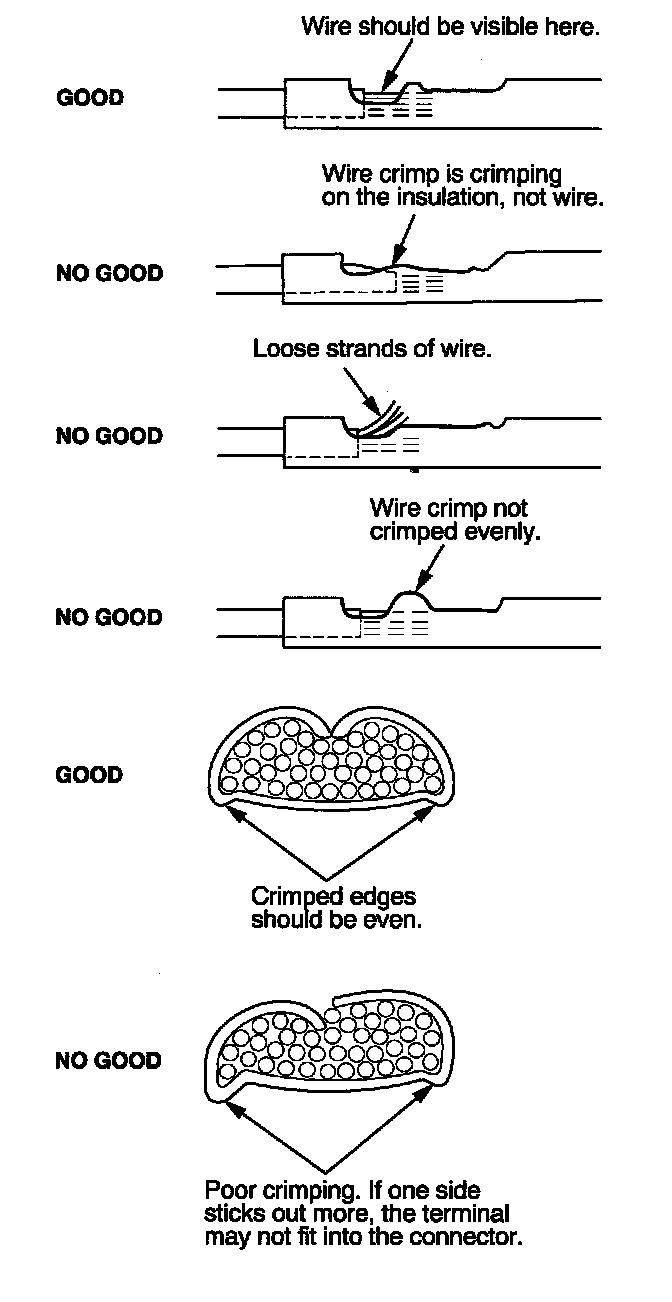 Wire should be visible here.
GOOD
Wire crimp is crimping
on the insulation, not wire.
NO GOOD
Loose strands of wire.
NO GOOD
Wire crimp not
crimped evenly.
NO GOOD
GOOD
Crimped edges
should be even.
NO GOOD
Poor crimping. If one side
sticks out more, the terminal
may not fit into the connector.